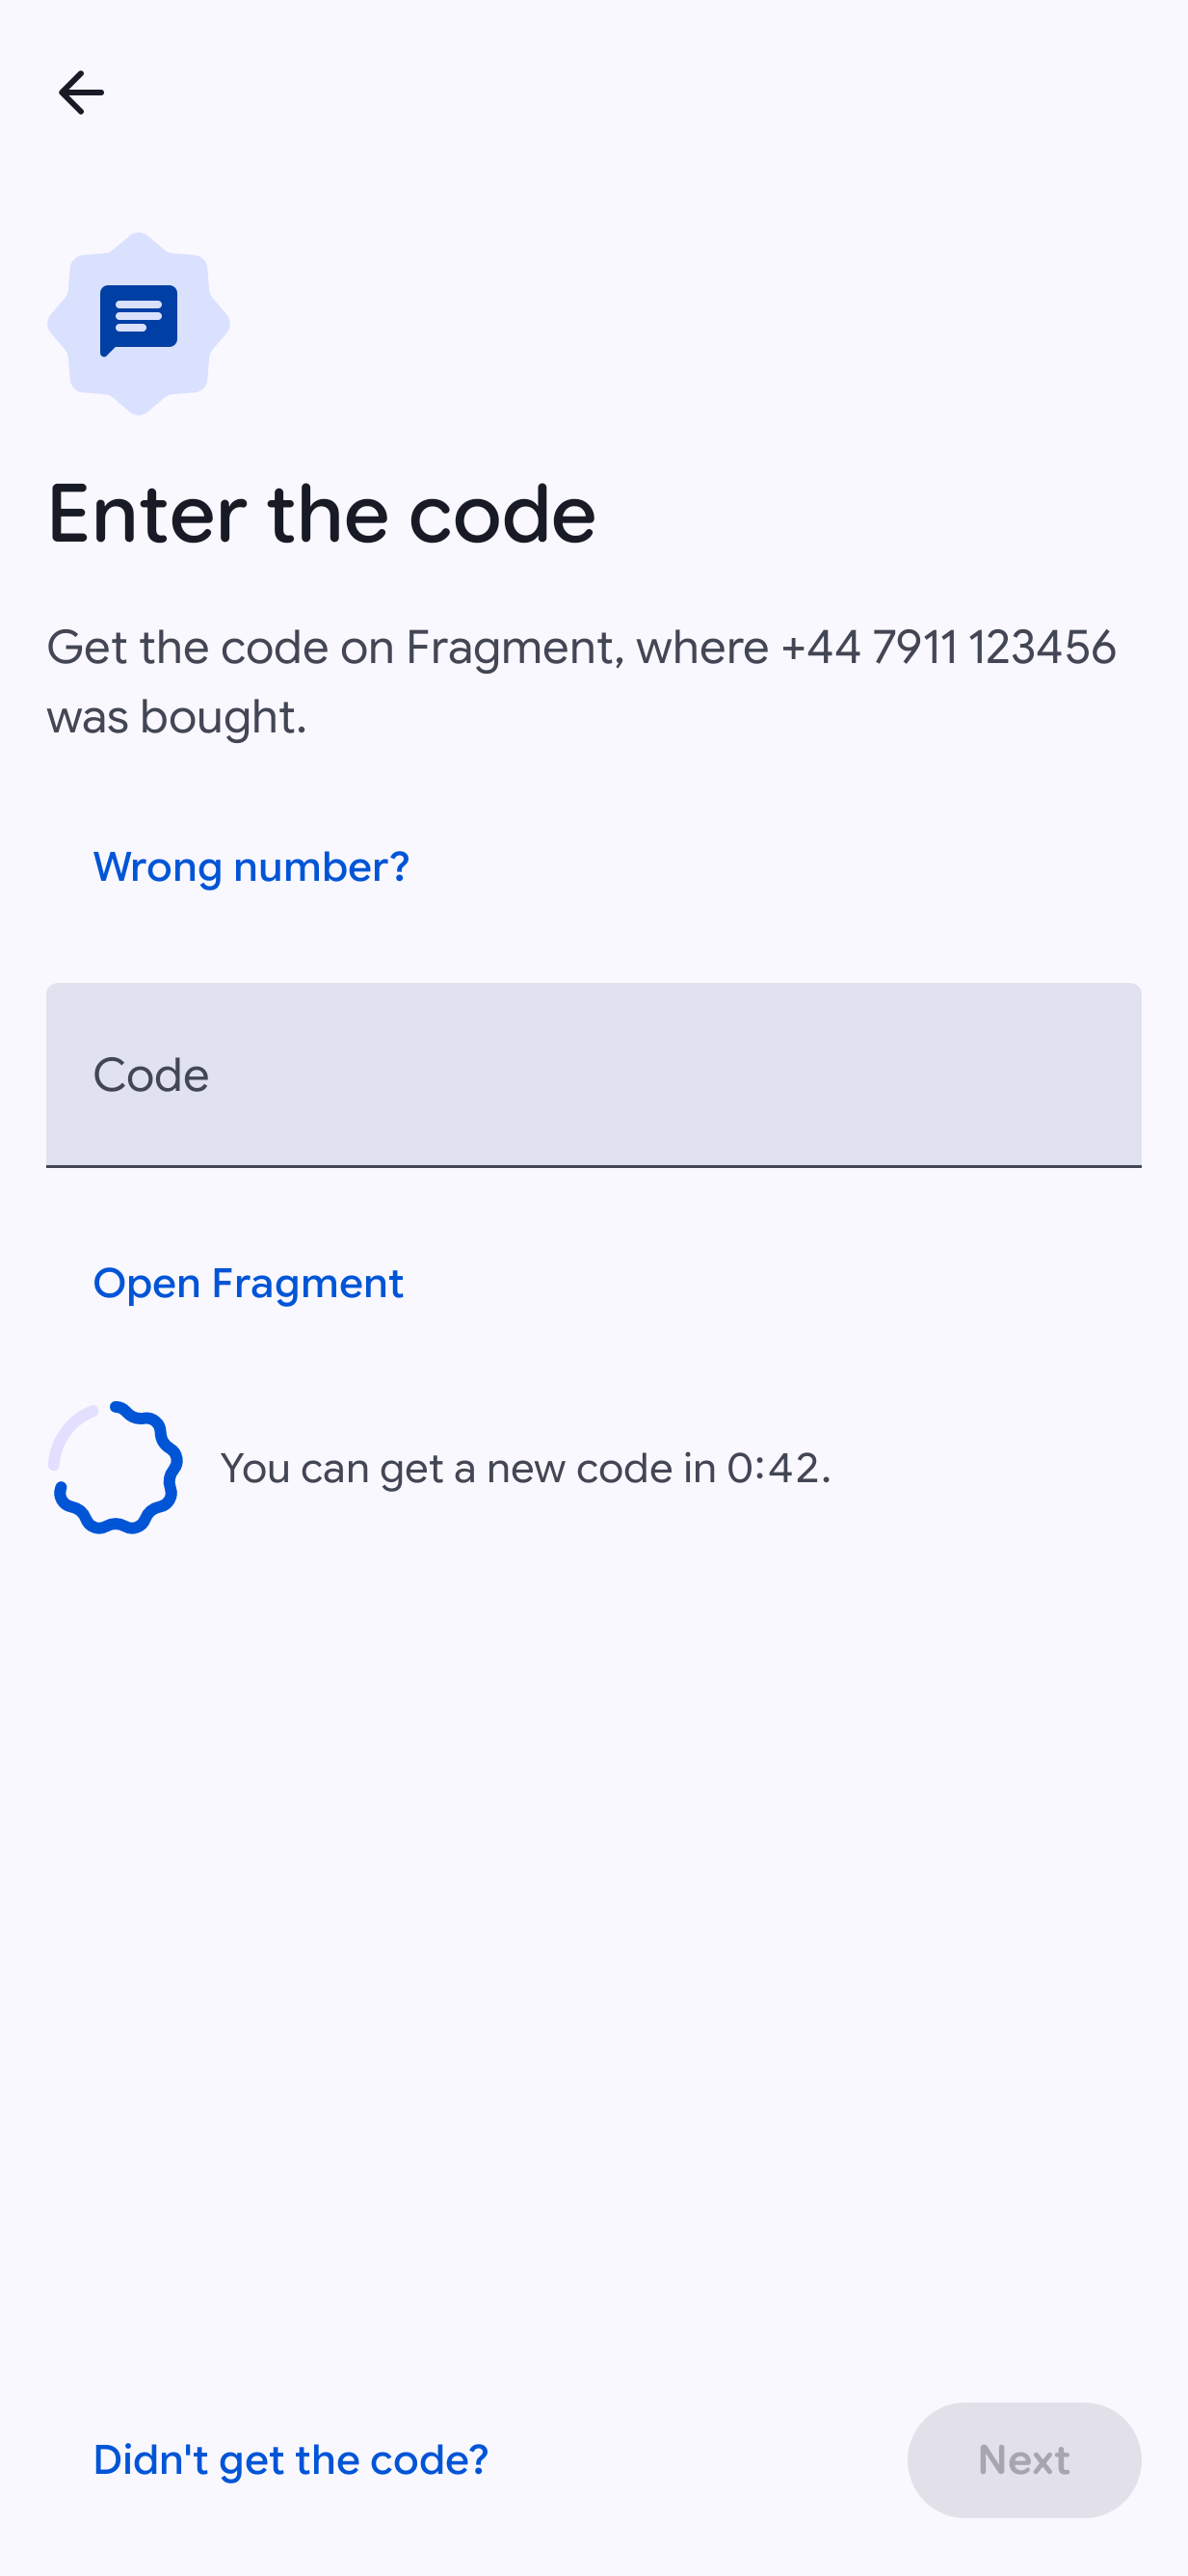 Enter the code
Get the code on Fragment, where +44 7911 123456
was bought.
Wrong number?
Code
Open Fragment
You can get a new code in 0:42.
Didn't get the code?
Next